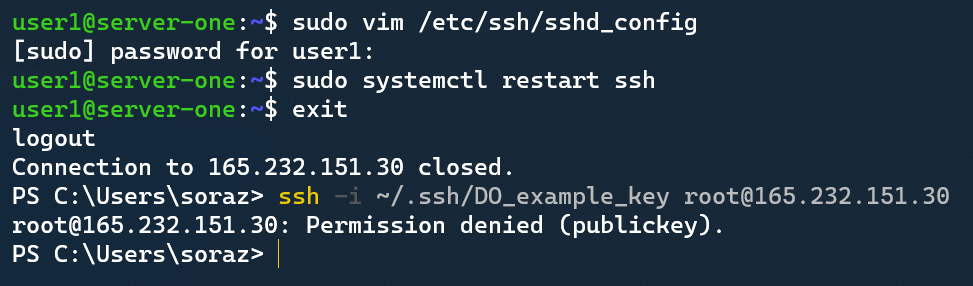 user1@server-one:~$ sudo vim /etc/ssh/sshd_config
[sudo] password for user1:
user1@server-one:~$ sudo systemctl restart ssh
user1@server-one:~$ exit
logout
Connection to 165.232.151.30 closed.
PS C:\Users\soraz> ssh -i ~/.ssh/DO_example_key root@165.232.151.30
root@165.232.151.30: Permission denied (publickey).
PS C:\Users\soraz>